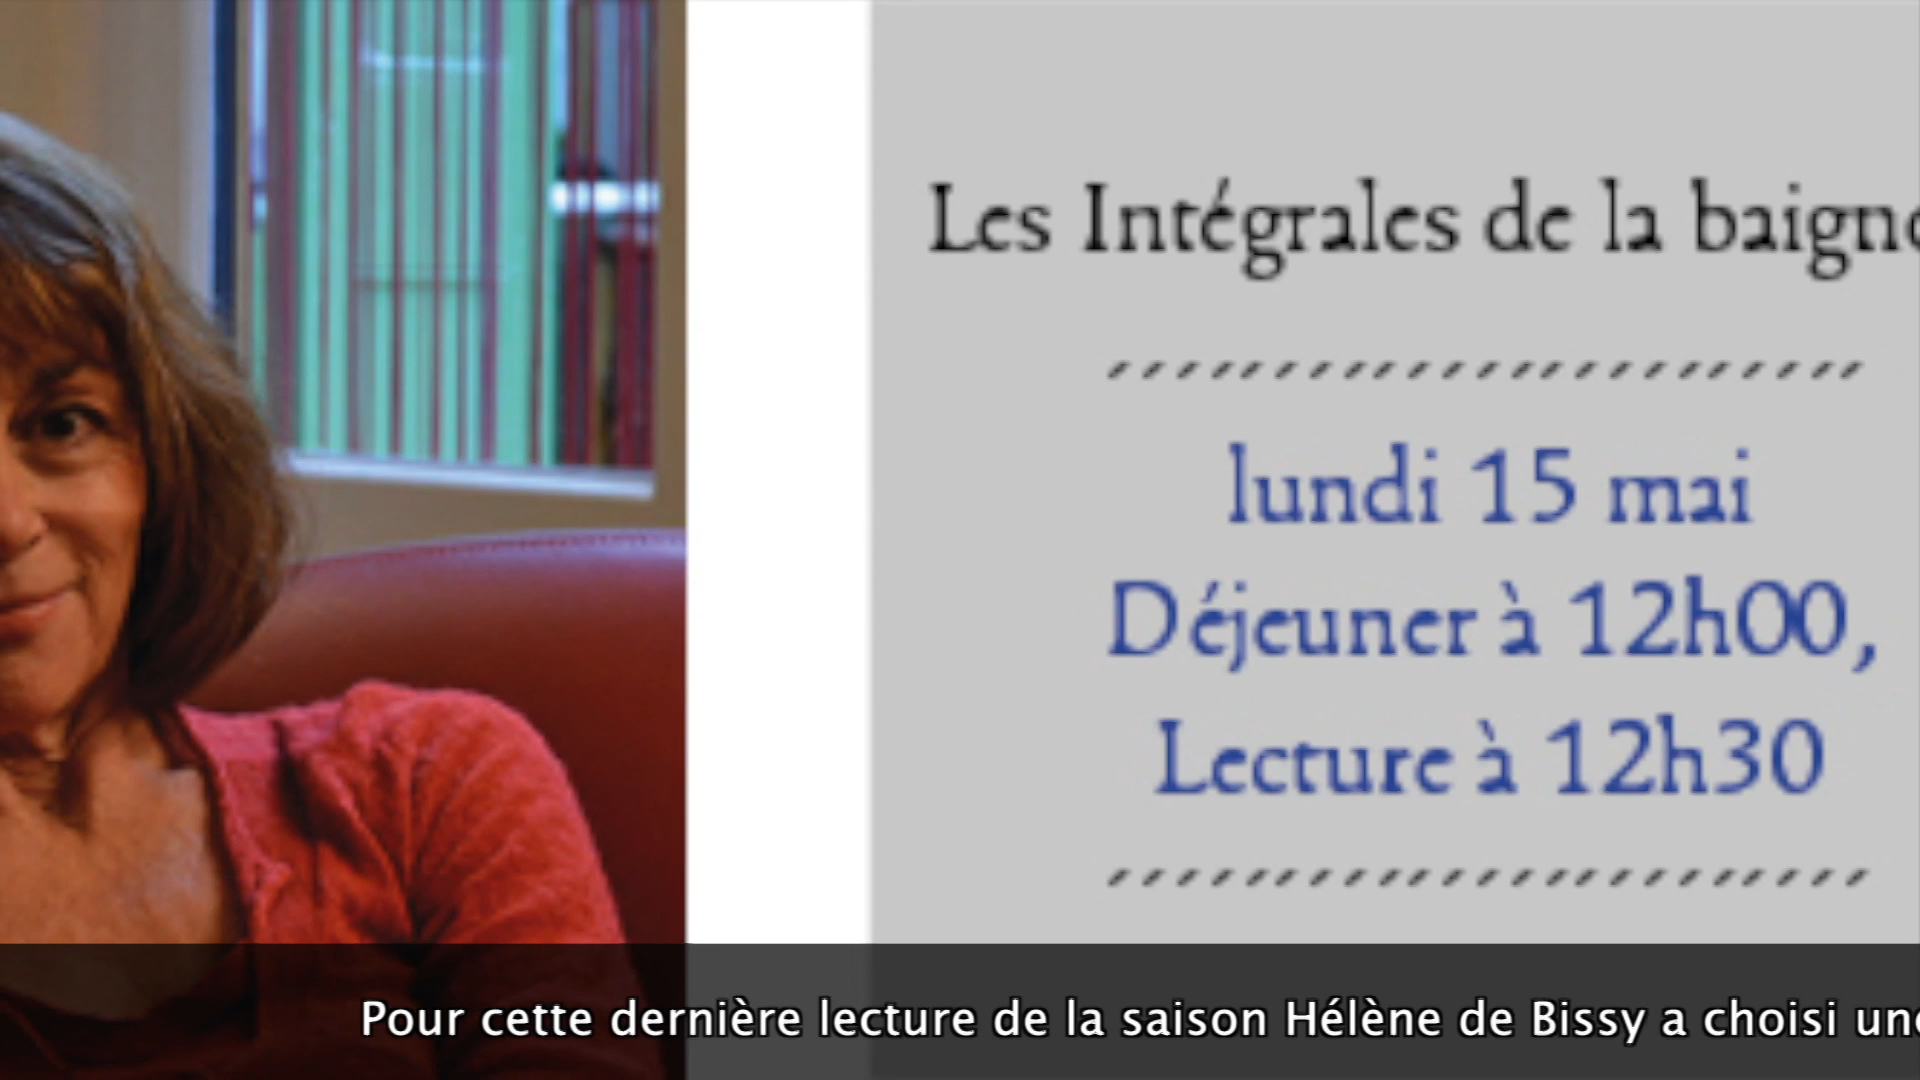 Les Intégrales de la
lundi 15 mai
Déjeuner à 12h00,
Lecture à 12h30
Pour cette dernière lecture de la saison Hélène de Bissy a choisi